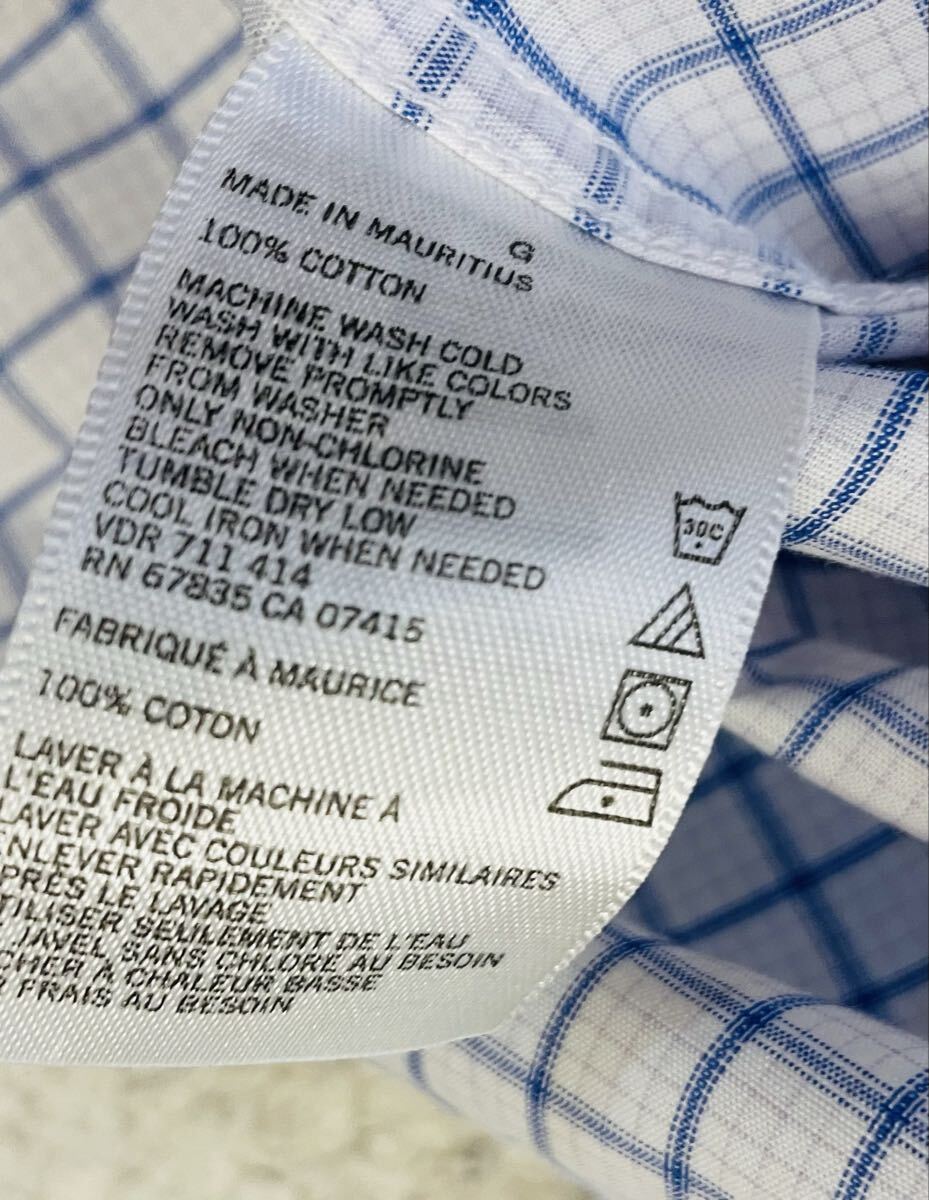 MADE IN MAURITIUS
G
100% COTTON
MACHINE WASH COLD
WASH WITH LIKE COLORS
REMOVE PROMPTLY
FROM WASHER
ONLY NON-CHLORINE
BLEACH WHEN NEEDED
TUMBLE DRY LOW
COOL IRON WHEN NEEDED
VDR 711 414
RN 67835 CA 07415
30C
FABRIQUÉ À MAURICE
100% COTON
LAVER À LA MACHINE À
L'EAU FROIDE
LAVER AVEC COULEURS SIMILAIRES
ENLEVER RAPIDEMENT
PRÈS LE LAVAGE
TILISER SEULEMENT DE L'EAU
JAVEL SANS CHLORE AU BESOIN
CHER A CHALEUR BASSE
FRAIS AU BESOIN